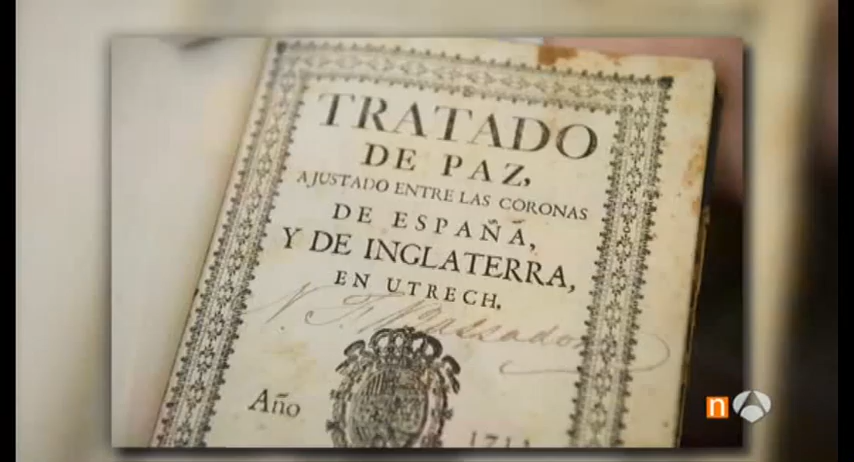 TRATADO
DE PAZ,
AJUSTADO ENTRE LAS CORONAS
DE ESPAÑA,
Y DE INGLATERRA,
EN UTRECH.
Año
n